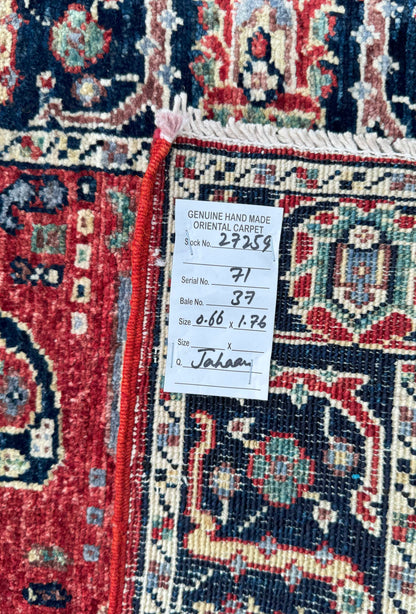 GENUINE HAND MADE
ORIENTAL CARPET
Stock No. 27259
Serial No. 71
Bale No. 37
Size 0.66 x 1.76
Size x
Q. Jahaan